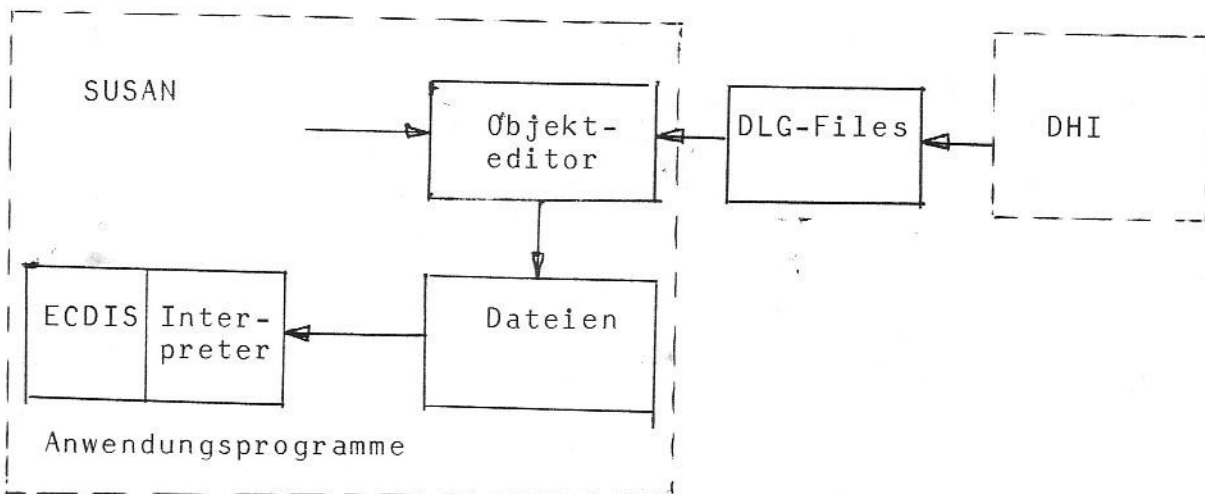 SUSAN
Objekt-
editor
DLG-Files
DHI
ECDIS
Inter-
preter
Dateien
Anwendungsprogramme